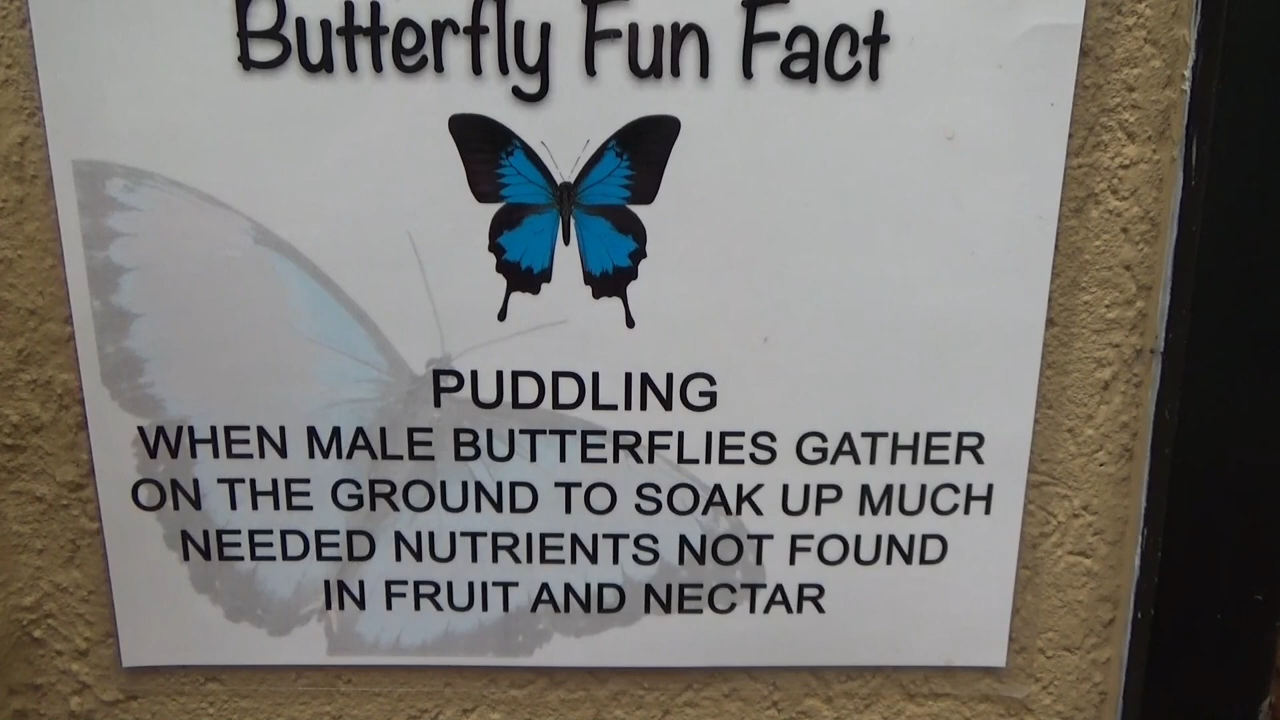 Butterfly Fun Fact
PUDDLING
WHEN MALE BUTTERFLIES GATHER
ON THE GROUND TO SOAK UP MUCH
NEEDED NUTRIENTS NOT FOUND
IN FRUIT AND NECTAR